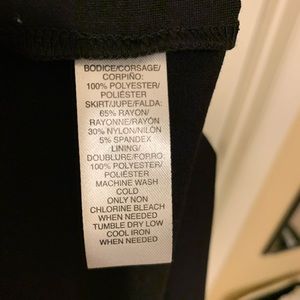 BODICE/CORSAGE/
CORPIÑO:
100% POLYESTER/
POLIÉSTER
SKIRT/JUPE/FALDA:
65% RAYON/
RAYONNE/RAYÓN
30% NYLON/NILÓN
5% SPANDEX
LINING/
DOUBLURE/FORRO:
100% POLYESTER/
POLIÉSTER
MACHINE WASH
COLD
ONLY NON
CHLORINE BLEACH
WHEN NEEDED
TUMBLE DRY LOW
COOL IRON
WHEN NEEDED